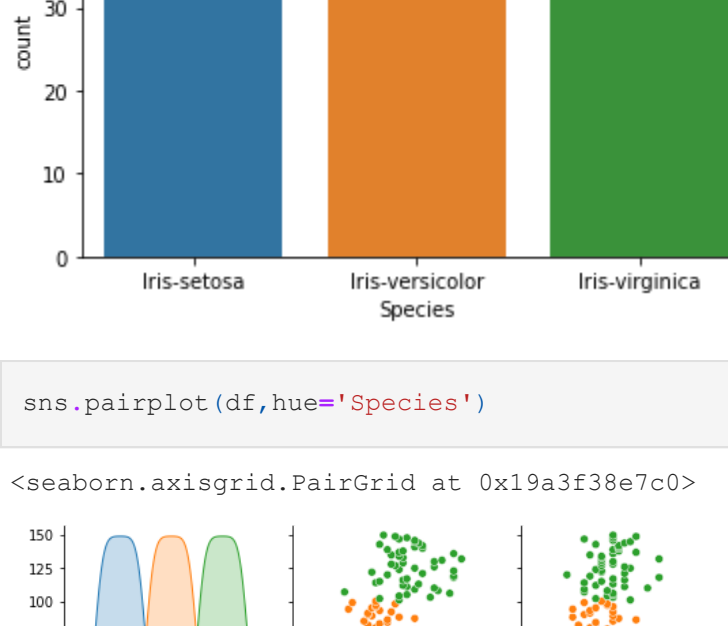 30
count
20
10
0
Iris-setosa Iris-versicolor Iris-virginica
Species
sns.pairplot(df,hue='Species')
<seaborn.axisgrid.PairGrid at 0x19a3f38e7c0>
150
125
100